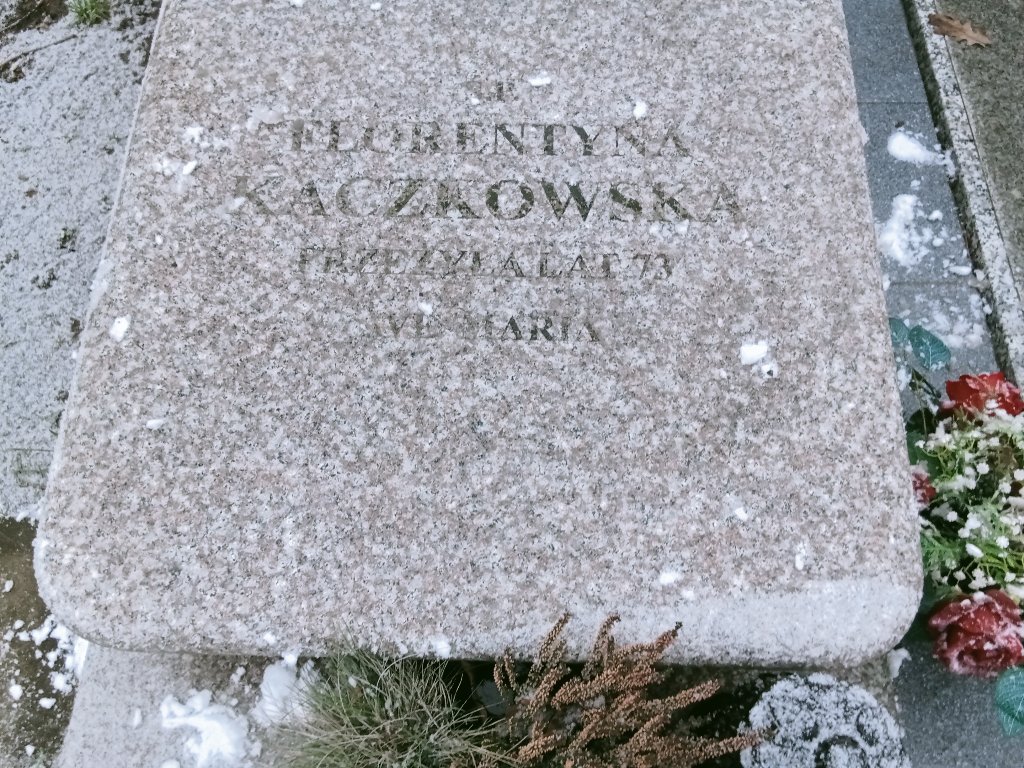 Ś.P.
FLORENTYNA
KACZKOWSKA
PRZEŻYŁA LAT 73
AVE MARIA